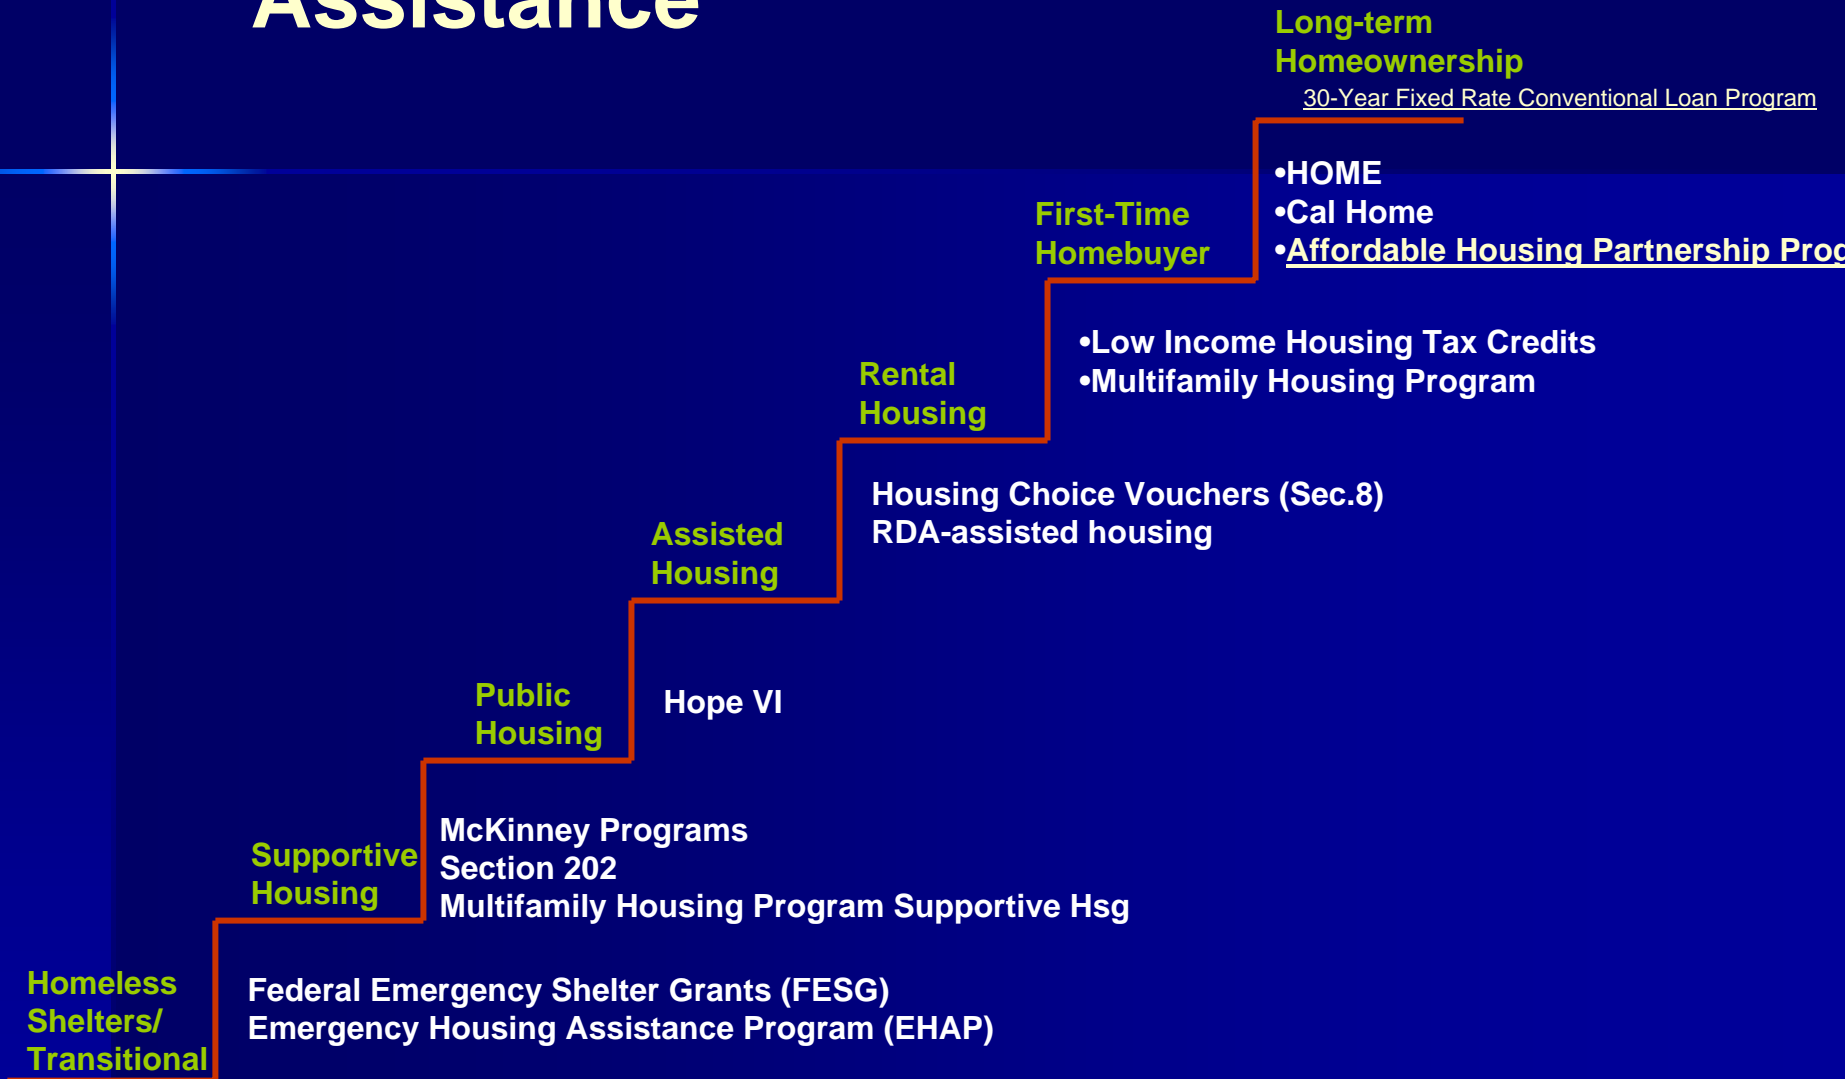 Assistance
Long-term
Homeownership
30-Year Fixed Rate Conventional Loan Program
•HOME
•Cal Home
•Affordable Housing Partnership
First-Time
Homebuyer
•Low Income Housing Tax Credits
•Multifamily Housing Program
Rental
Housing
Housing Choice Vouchers (Sec.8)
RDA-assisted housing
Assisted
Housing
Hope VI
Public
Housing
McKinney Programs
Section 202
Multifamily Housing Program Supportive Hsg
Supportive
Housing
Federal Emergency Shelter Grants (FESG)
Emergency Housing Assistance Program (EHAP)
Homeless
Shelters/
Transitional